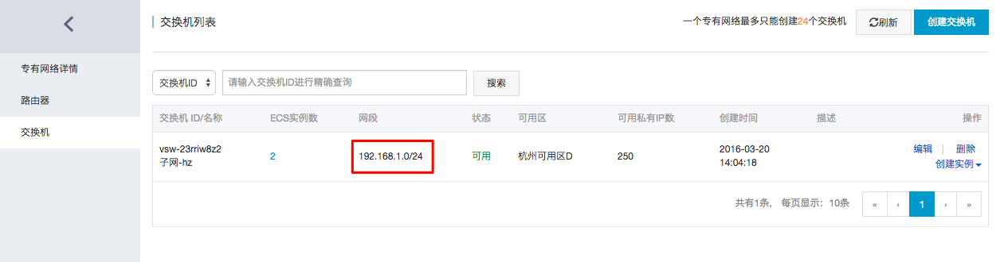 交换机列表
一个专有网络最多只能创建24个交换机
刷新
创建交换机
专有网络详情
路由器
交换机
交换机ID
请输入交换机ID进行精确查询
搜索
交换机 ID/名称 ECS实例数 网段 状态 可用区 可用私有IP数 创建时间 描述 操作
vsw-23rriw8z2
子网-hz
2
192.168.1.0/24
可用
杭州可用区D
250
2016-03-20
14:04:18
编辑 | 删除
创建实例
共有1条， 每页显示：10条
« ‹ 1 › »